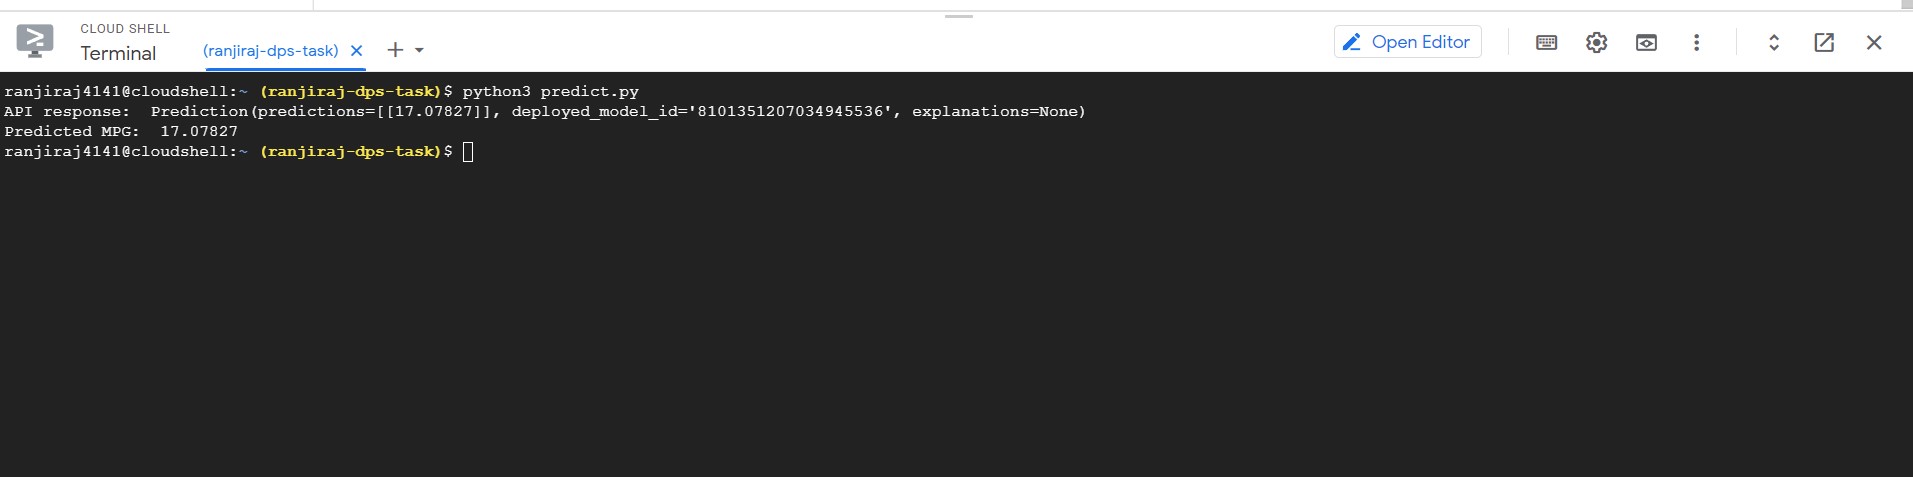 CLOUD SHELL
Terminal
(ranjiraj-dps-task)
Open Editor
ranjiraj4141@cloudshell:~ (ranjiraj-dps-task)$ python3 predict.py
API response:  Prediction(predictions=[[17.07827]], deployed_model_id='8101351207034945536', explanations=None)
Predicted MPG:  17.07827
ranjiraj4141@cloudshell:~ (ranjiraj-dps-task)$